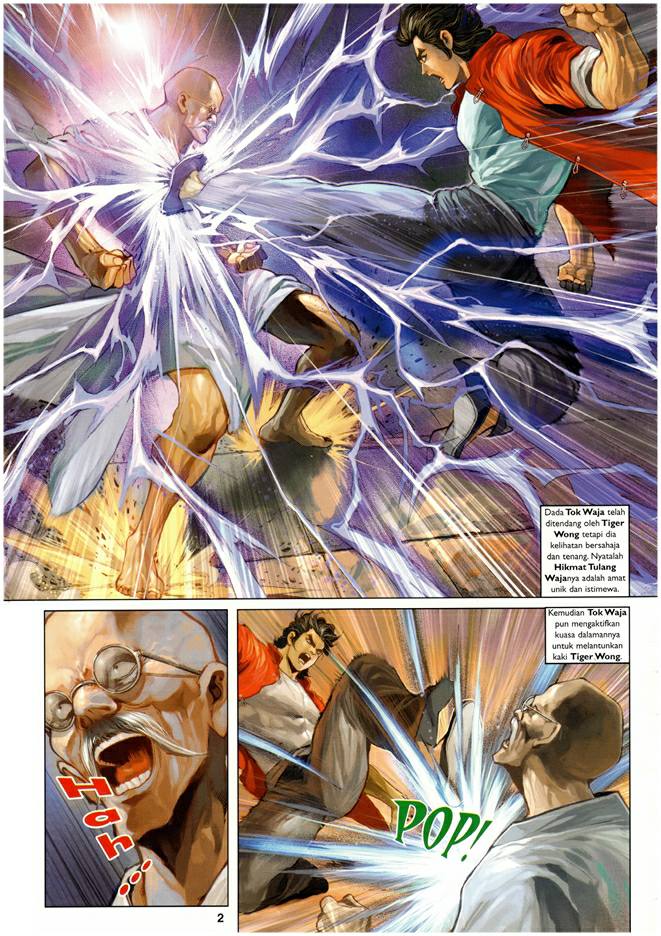 Dada Tok Waja telah
ditendang oleh Tiger
Wong tetapi dia
kelihatan bersahaja
dan tenang. Nyatalah
Hikmat Tulang
Wajanya adalah amat
unik dan istimewa.
Kemudian Tok Waja
pun mengaktifkan
kuasa dalamannya
untuk melantunkan
kaki Tiger Wong.
Hah...
POP!
2